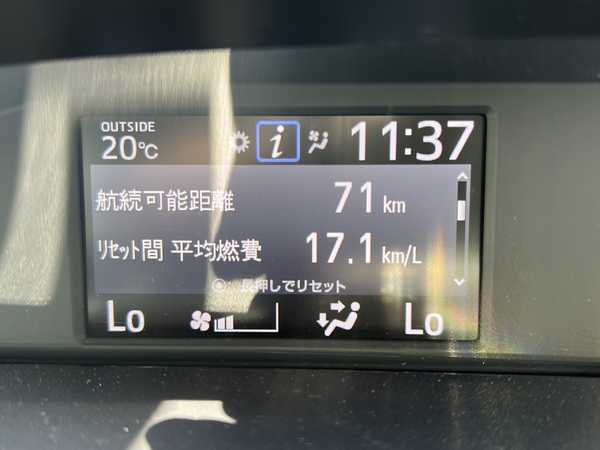 OUTSIDE
20℃
i
11:37
航続可能距離 71 km
ﾘｾｯﾄ間 平均燃費 17.1 km/L
長押しでリセット
Lo Lo